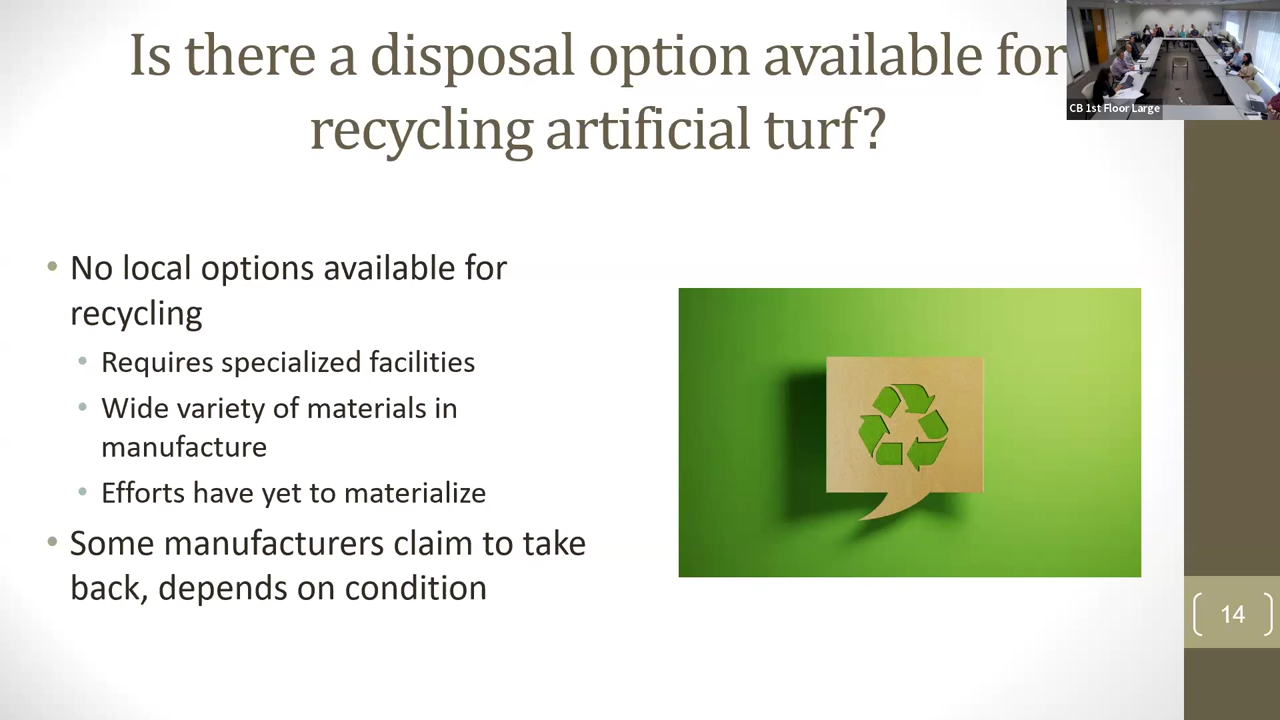 Is there a disposal option available for
recycling artificial turf?
CB 1st Floor Large
• No local options available for
recycling
• Requires specialized facilities
• Wide variety of materials in
manufacture
• Efforts have yet to materialize
• Some manufacturers claim to take
back, depends on condition
14